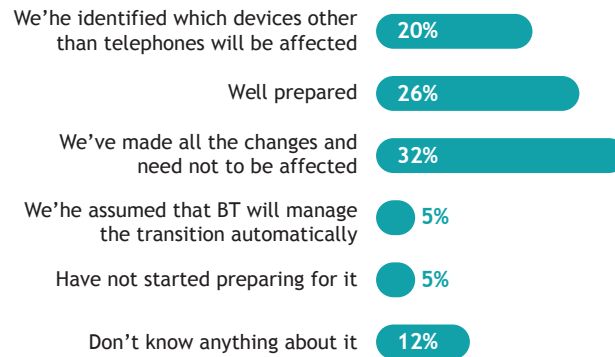 We’he identified which devices other
than telephones will be affected
20%
Well prepared
26%
We’ve made all the changes and
need not to be affected
32%
We’he assumed that BT will manage
the transition automatically
5%
Have not started preparing for it
5%
Don’t know anything about it
12%